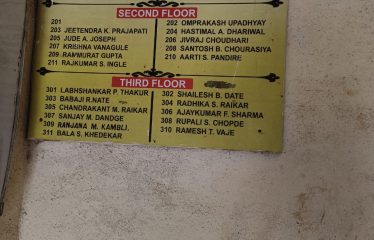 SECOND FLOOR
201
203 JEETENDRA K. PRAJAPATI
205 JUDE A. JOSEPH
207 KRISHNA VANAGULE
209 RAMMURAT GUPTA
211 RAJKUMAR S. INGLE
202 OMPRAKASH UPADHYAY
204 HASTIMAL A. DHARIWAL
206 JIVRAJ CHOUDHARI
208 SANTOSH B. CHOURASIYA
210 AARTI S. PANDIRE
THIRD FLOOR
301 LABHSHANKAR P. THAKUR
303 BABAJI R.NATE
305 CHANDRAKANT M. RAIKAR
307 SANJAY M. DANDGE
309 RANJANA M. KAMBLI.
311 BALA S. KHEDEKAR
302 SHAILESH B. DATE
304 RADHIKA S. RAIKAR
306 AJAYKUMAR F. SHARMA
308 RUPALI S. CHOPDE
310 RAMESH T. VAJE